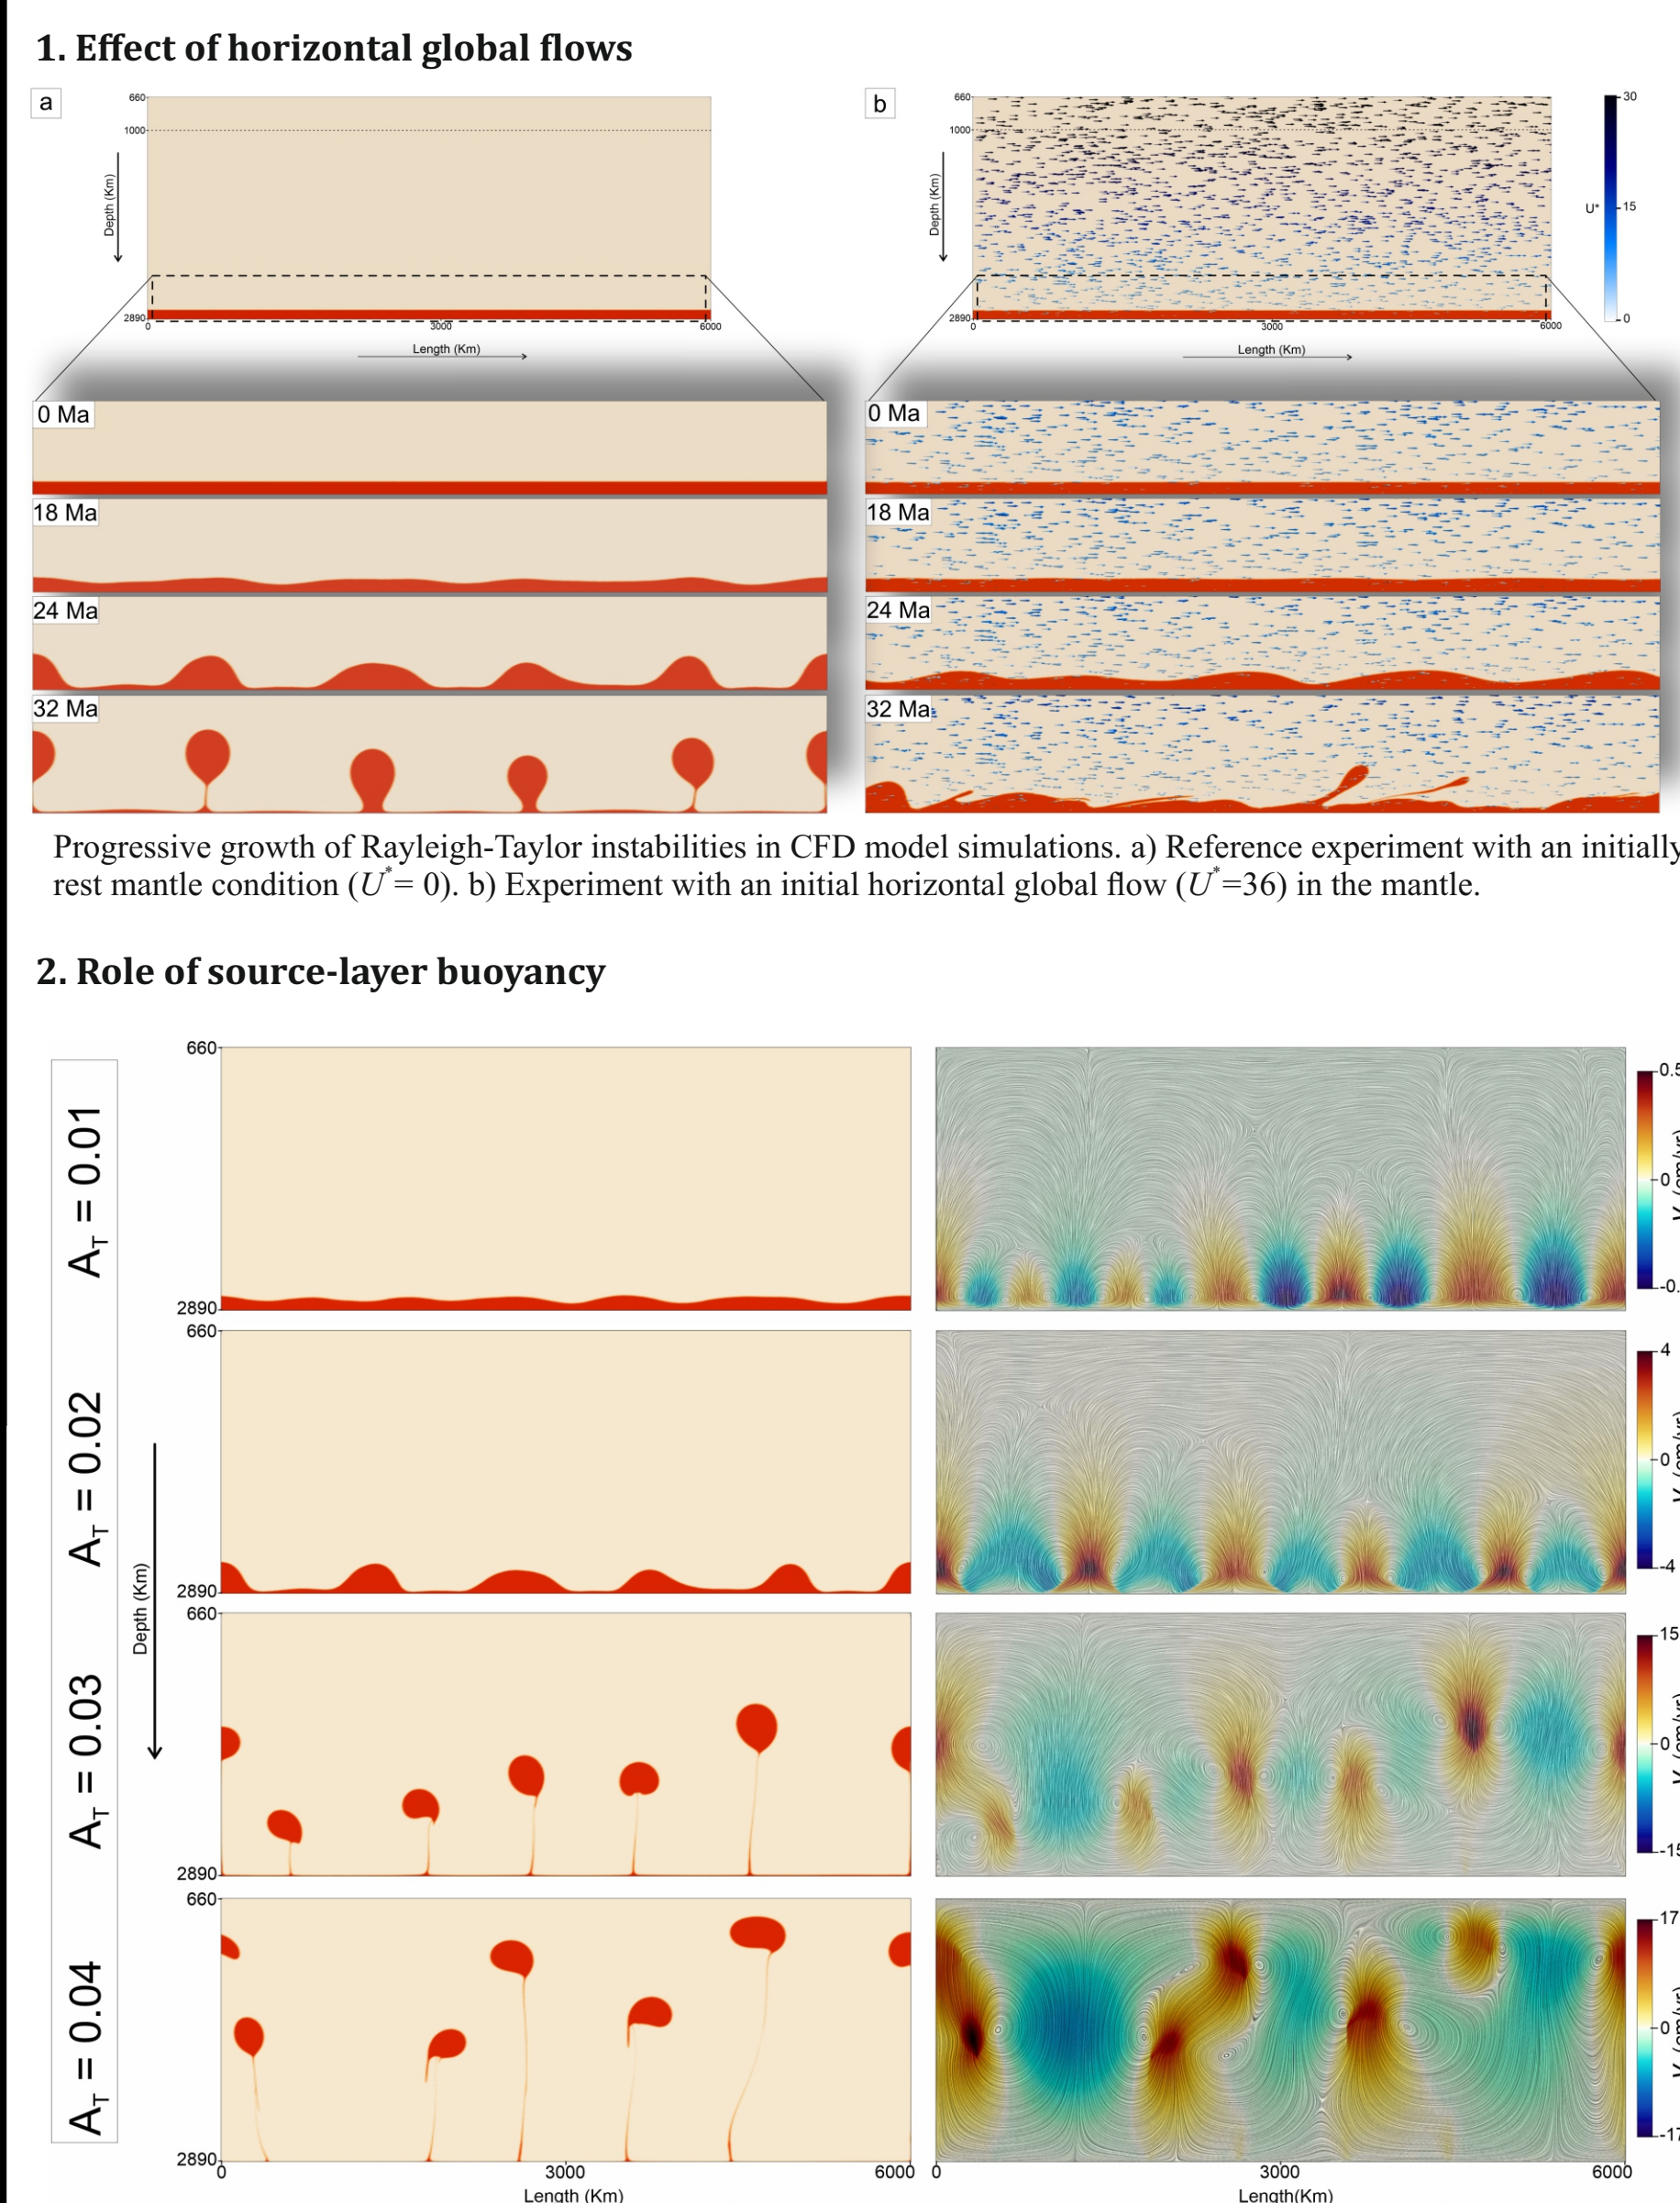 1. Effect of horizontal global flows
a
660
1000
Depth (Km)
2890
0
3000
6000
Length (Km)
b
660
1000
Depth (Km)
2890
0
3000
6000
Length (Km)
30
U*
15
0
0 Ma
18 Ma
24 Ma
32 Ma
0 Ma
18 Ma
24 Ma
32 Ma
Progressive growth of Rayleigh-Taylor instabilities in CFD model simulations. a) Reference experiment with an initially
rest mantle condition (U*= 0). b) Experiment with an initial horizontal global flow (U*=36) in the mantle.
2. Role of source-layer buoyancy
A_T = 0.01
660
2890
0.5
0
A_T = 0.02
660
2890
4
0
-4
Depth (Km)
A_T = 0.03
660
2890
15
0
-15
A_T = 0.04
660
2890
17
0
-17
0
3000
6000
Length (Km)
0
3000
6000
Length(Km)